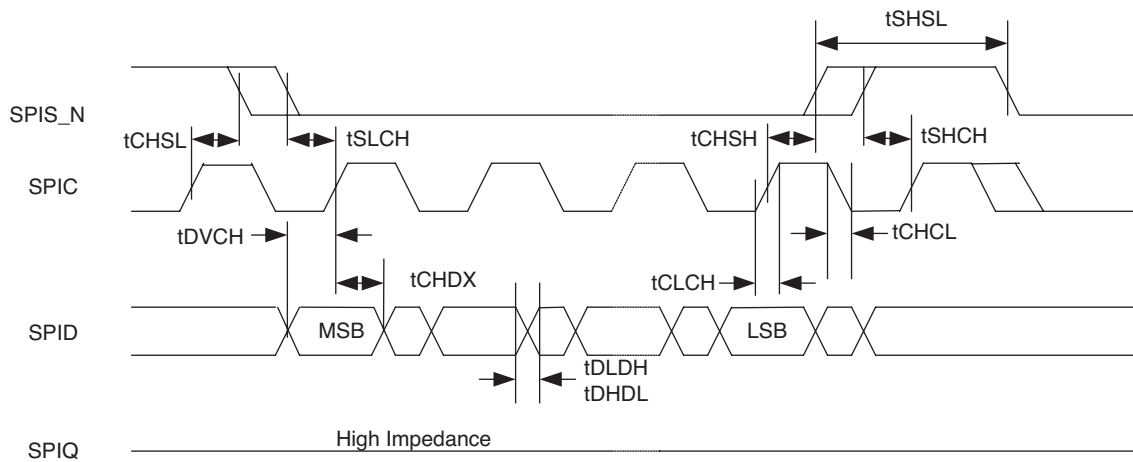 tSHSL
SPIS_N
tCHSL
tSLCH
tCHSH
tSHCH
SPIC
tDVCH
tCHCL
tCHDX
tCLCH
SPID
MSB
LSB
tDLDH
tDHDL
High Impedance
SPIQ